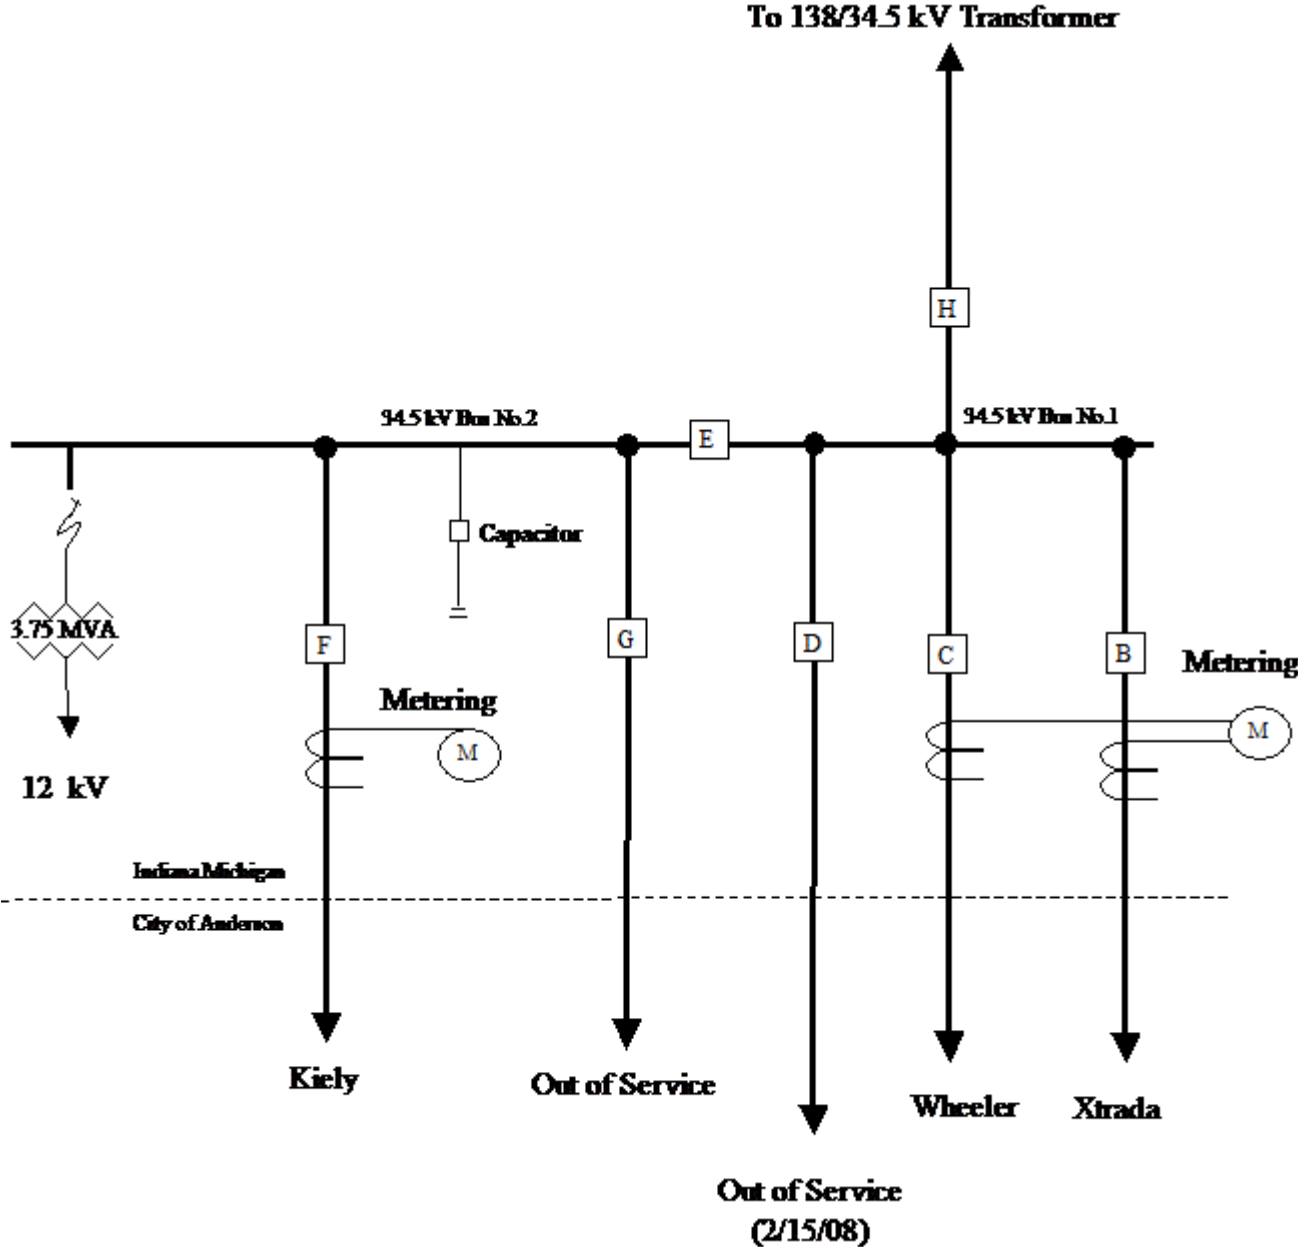 To 138/34.5 kV Transformer
H
34.5 kV Bus No.2
34.5 kV Bus No.1
E
Capacitor
3.75 MVA
F
G
D
C
B
Metering
Metering
M
M
12 kV
Indiana Michigan
City of Anderson
Kiely
Out of Service
Wheeler
Xtrada
Out of Service
(2/15/08)